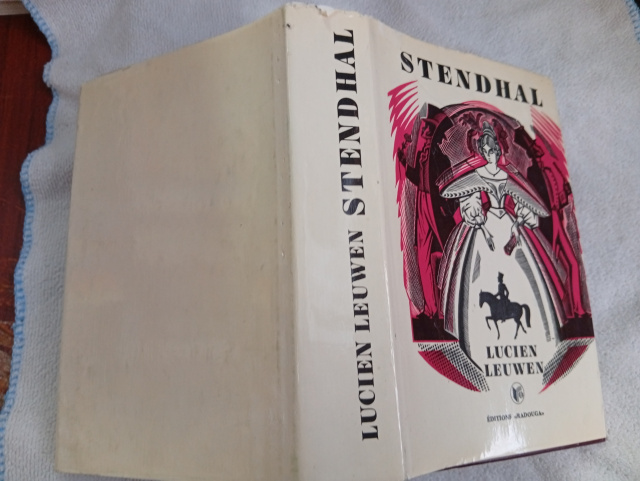 LUCIEN LEUWEN STENDHAL
STENDHAL
LUCIEN
LEUWEN
ÉDITIONS «RADOUGA»